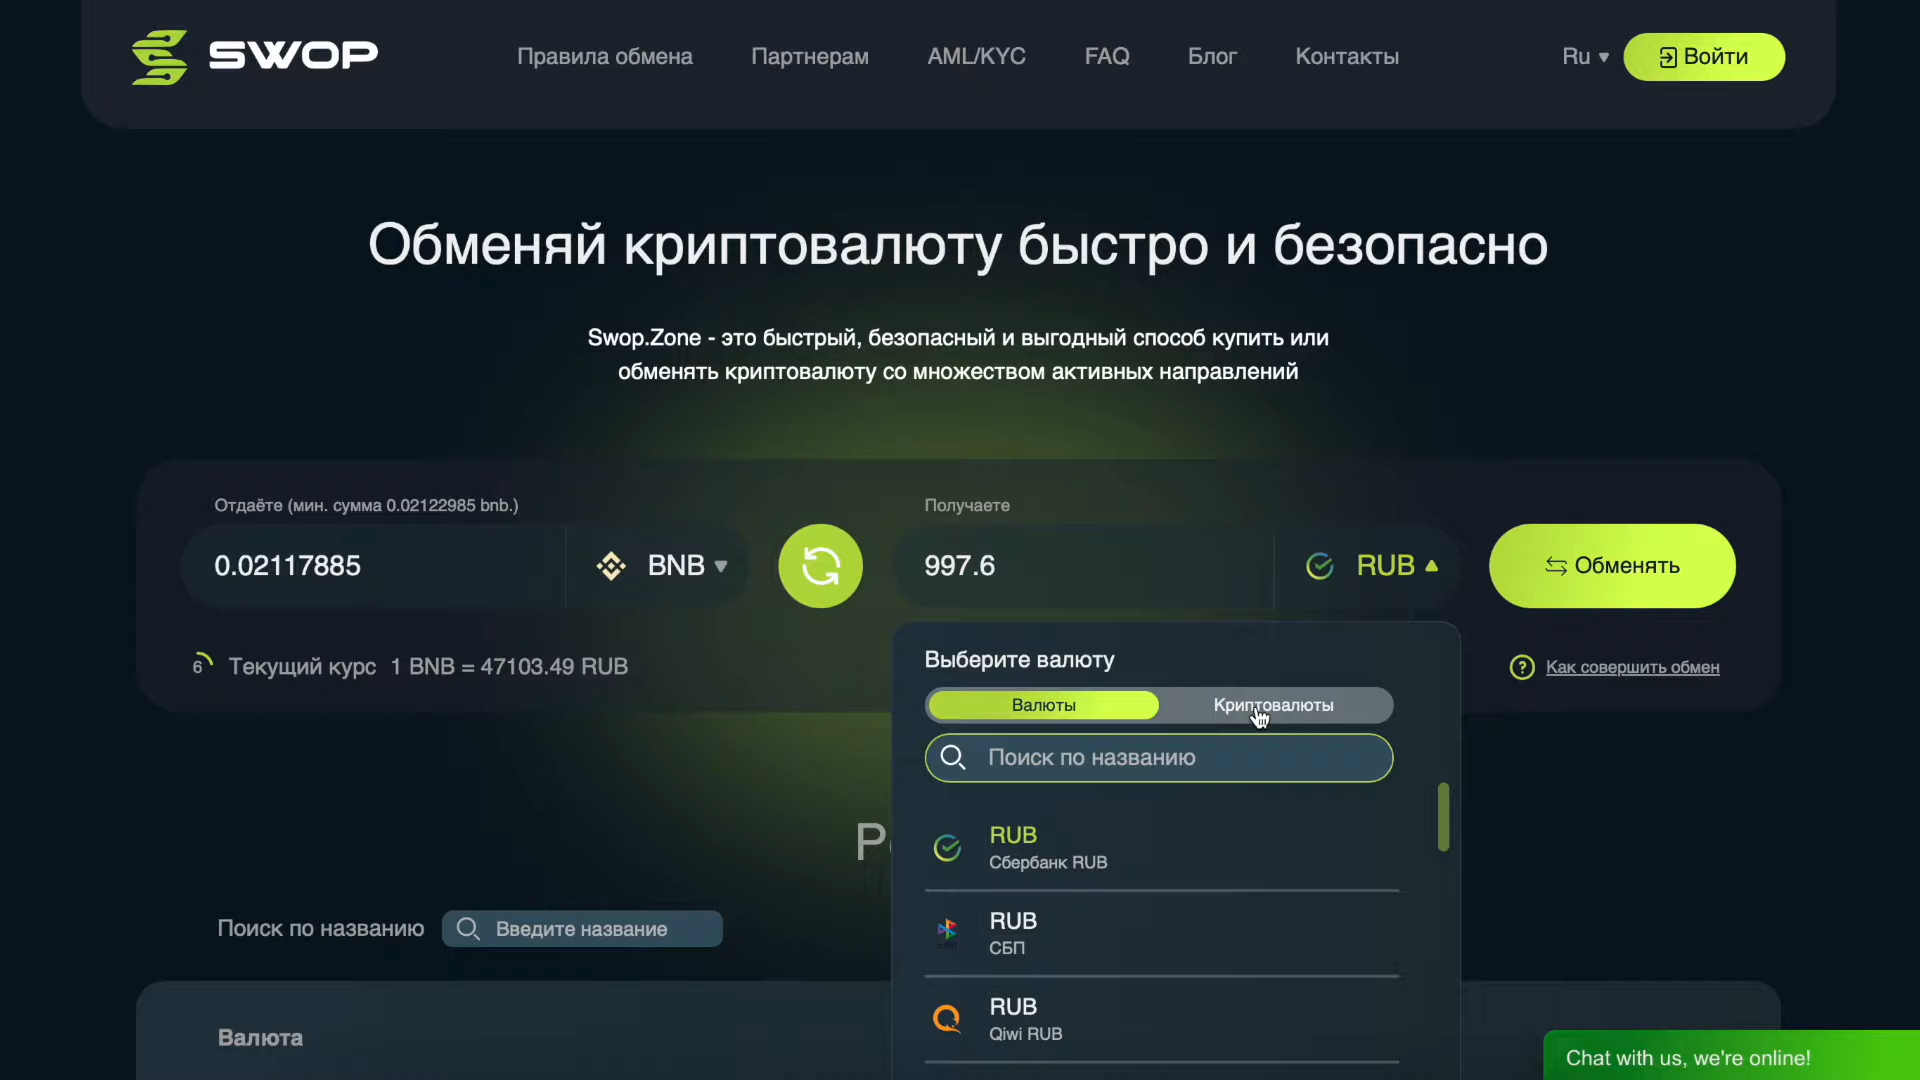 SWOP
Правила обмена
Партнерам
AML/KYC
FAQ
Блог
Контакты
Ru
Войти
Обменяй криптовалюту быстро и безопасно
Swop.Zone - это быстрый, безопасный и выгодный способ купить или
обменять криптовалюту со множеством активных направлений
Отдаёте (мин. сумма 0.02122985 bnb.)
0.02117885
BNB
Получаете
997.6
RUB
Обменять
6
Текущий курс 1 BNB = 47103.49 RUB
Как совершить обмен
Выберите валюту
Валюты
Криптовалюты
Поиск по названию
RUB
Сбербанк RUB
RUB
СБП
RUB
Qiwi RUB
Поиск по названию
Введите название
Валюта
Chat with us, we're online!